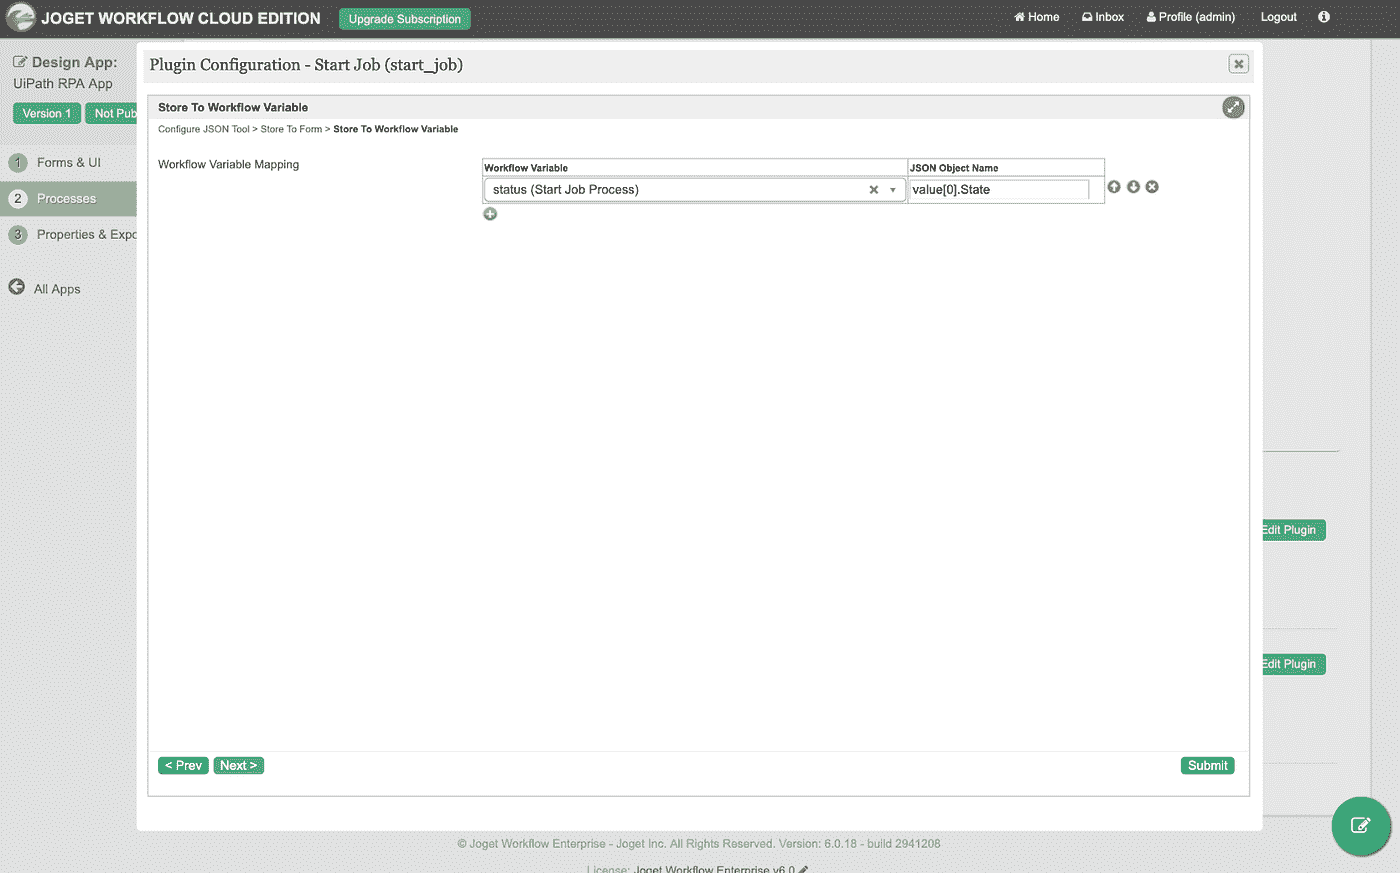 JOGET WORKFLOW CLOUD EDITION
Upgrade Subscription
Home
Inbox
Profile (admin)
Logout
Design App:
UiPath RPA App
Version 1
Not Pub
1 Forms & UI
2 Processes
3 Properties & Expo
All Apps
Plugin Configuration - Start Job (start_job)
Store To Workflow Variable
Configure JSON Tool > Store To Form > Store To Workflow Variable
Workflow Variable Mapping
Workflow Variable
JSON Object Name
status (Start Job Process)
value[0].State
< Prev
Next >
Submit
Edit Plugin
Edit Plugin
© Joget Workflow Enterprise - Joget Inc. All Rights Reserved. Version: 6.0.18 - build 2941208
License: Joget Workflow Enterprise v6.0